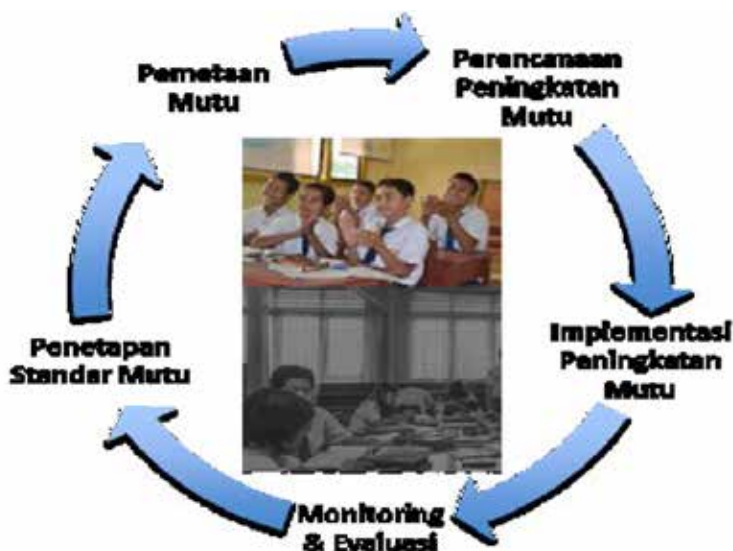 Pemetaan
Mutu
Perencanaan
Peningkatan
Mutu
Implementasi
Peningkatan
Mutu
Monitoring
& Evaluasi
Penetapan
Standar Mutu